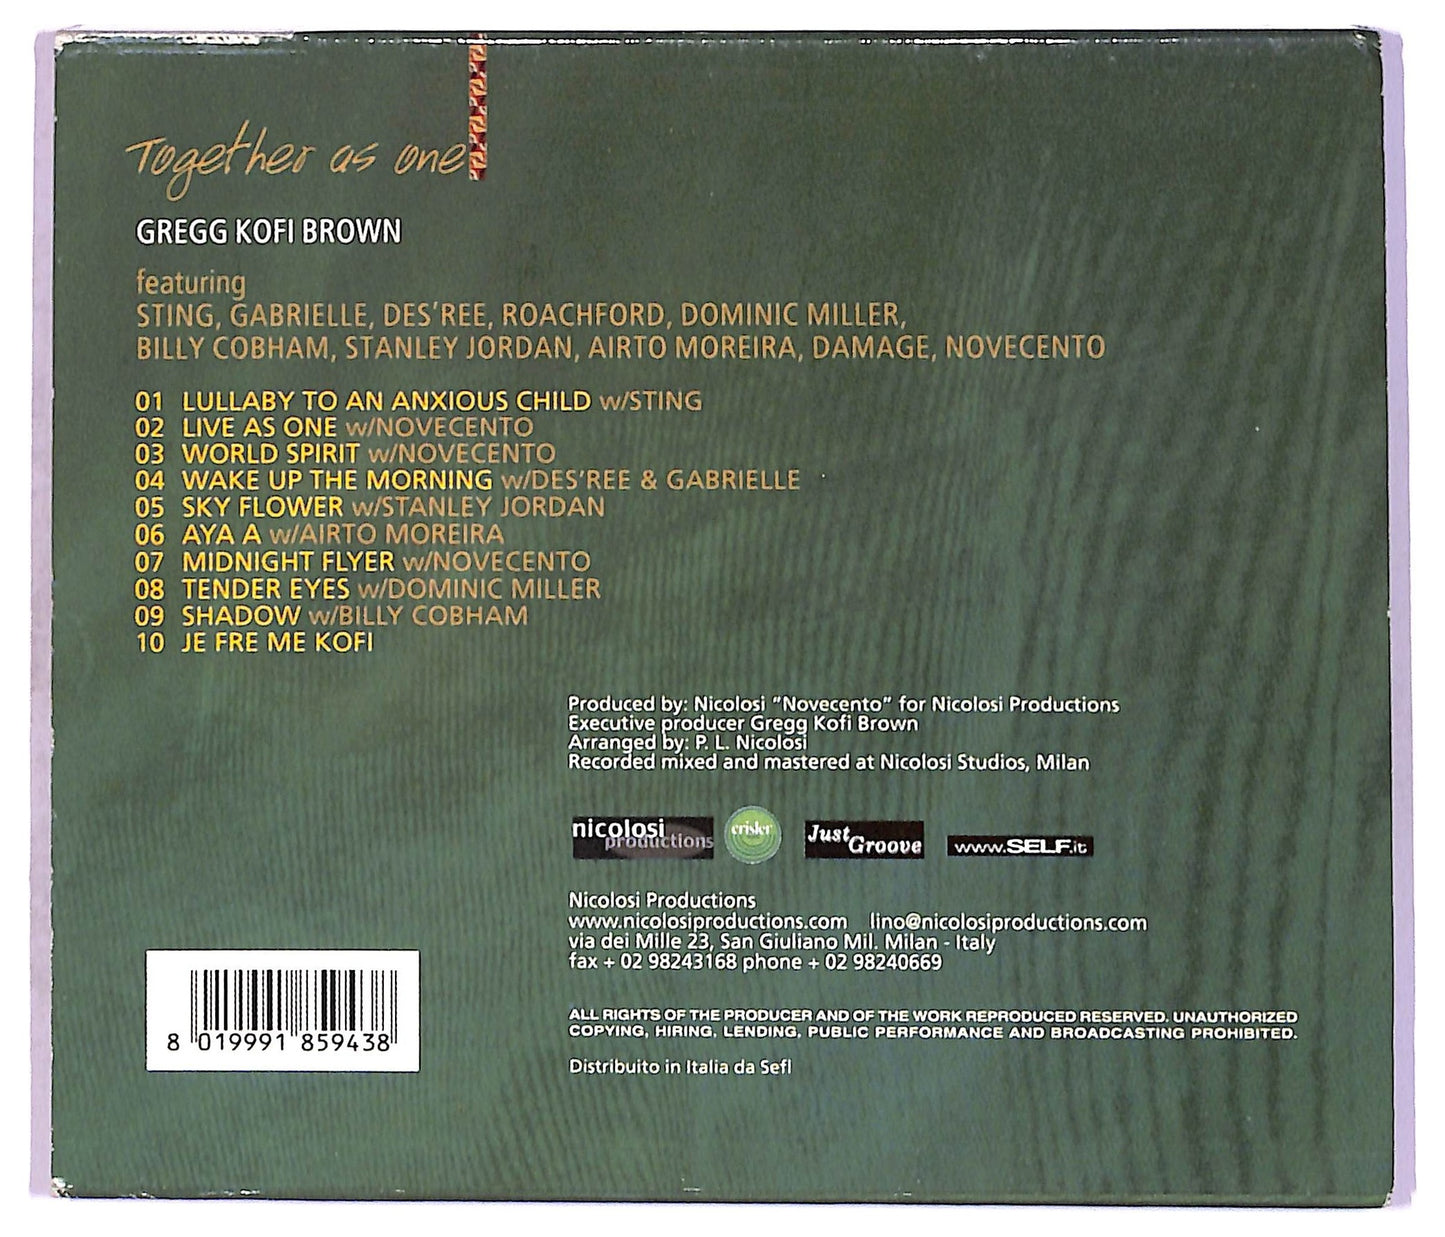 Together as one
GREGG KOFI BROWN
featuring
STING, GABRIELLE, DES'REE, ROACHFORD, DOMINIC MILLER,
BILLY COBHAM, STANLEY JORDAN, AIRTO MOREIRA, DAMAGE, NOVECENTO
01 LULLABY TO AN ANXIOUS CHILD w/STING
02 LIVE AS ONE w/NOVECENTO
03 WORLD SPIRIT w/NOVECENTO
04 WAKE UP THE MORNING w/DES'REE & GABRIELLE
05 SKY FLOWER w/STANLEY JORDAN
06 AYA A w/AIRTO MOREIRA
07 MIDNIGHT FLYER w/NOVECENTO
08 TENDER EYES w/DOMINIC MILLER
09 SHADOW w/BILLY COBHAM
10 JE FRE ME KOFI
Produced by: Nicolosi "Novecento" for Nicolosi Productions
Executive producer Gregg Kofi Brown
Arranged by: P. L. Nicolosi
Recorded mixed and mastered at Nicolosi Studios, Milan
nicolosi
productions
crisler
Just
Groove
www.SELF.it
Nicolosi Productions
www.nicolosiproductions.com lino@nicolosiproductions.com
via dei Mille 23, San Giuliano Mil. Milan - Italy
fax + 02 98243168 phone + 02 98240669
ALL RIGHTS OF THE PRODUCER AND OF THE WORK REPRODUCED RESERVED. UNAUTHORIZED
COPYING, HIRING, LENDING, PUBLIC PERFORMANCE AND BROADCASTING PROHIBITED.
Distribuito in Italia da Sefl
8 019991 859438